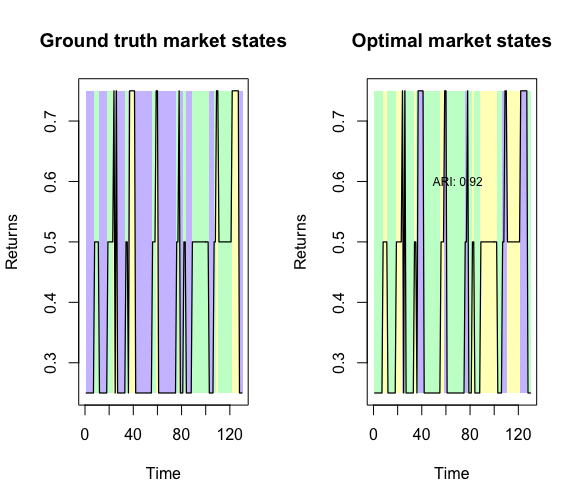 Ground truth market states
Returns
0.3 0.4 0.5 0.6 0.7
0 40 80 120
Time
Optimal market states
Returns
0.3 0.4 0.5 0.6 0.7
ARI: 0.92
0 40 80 120
Time